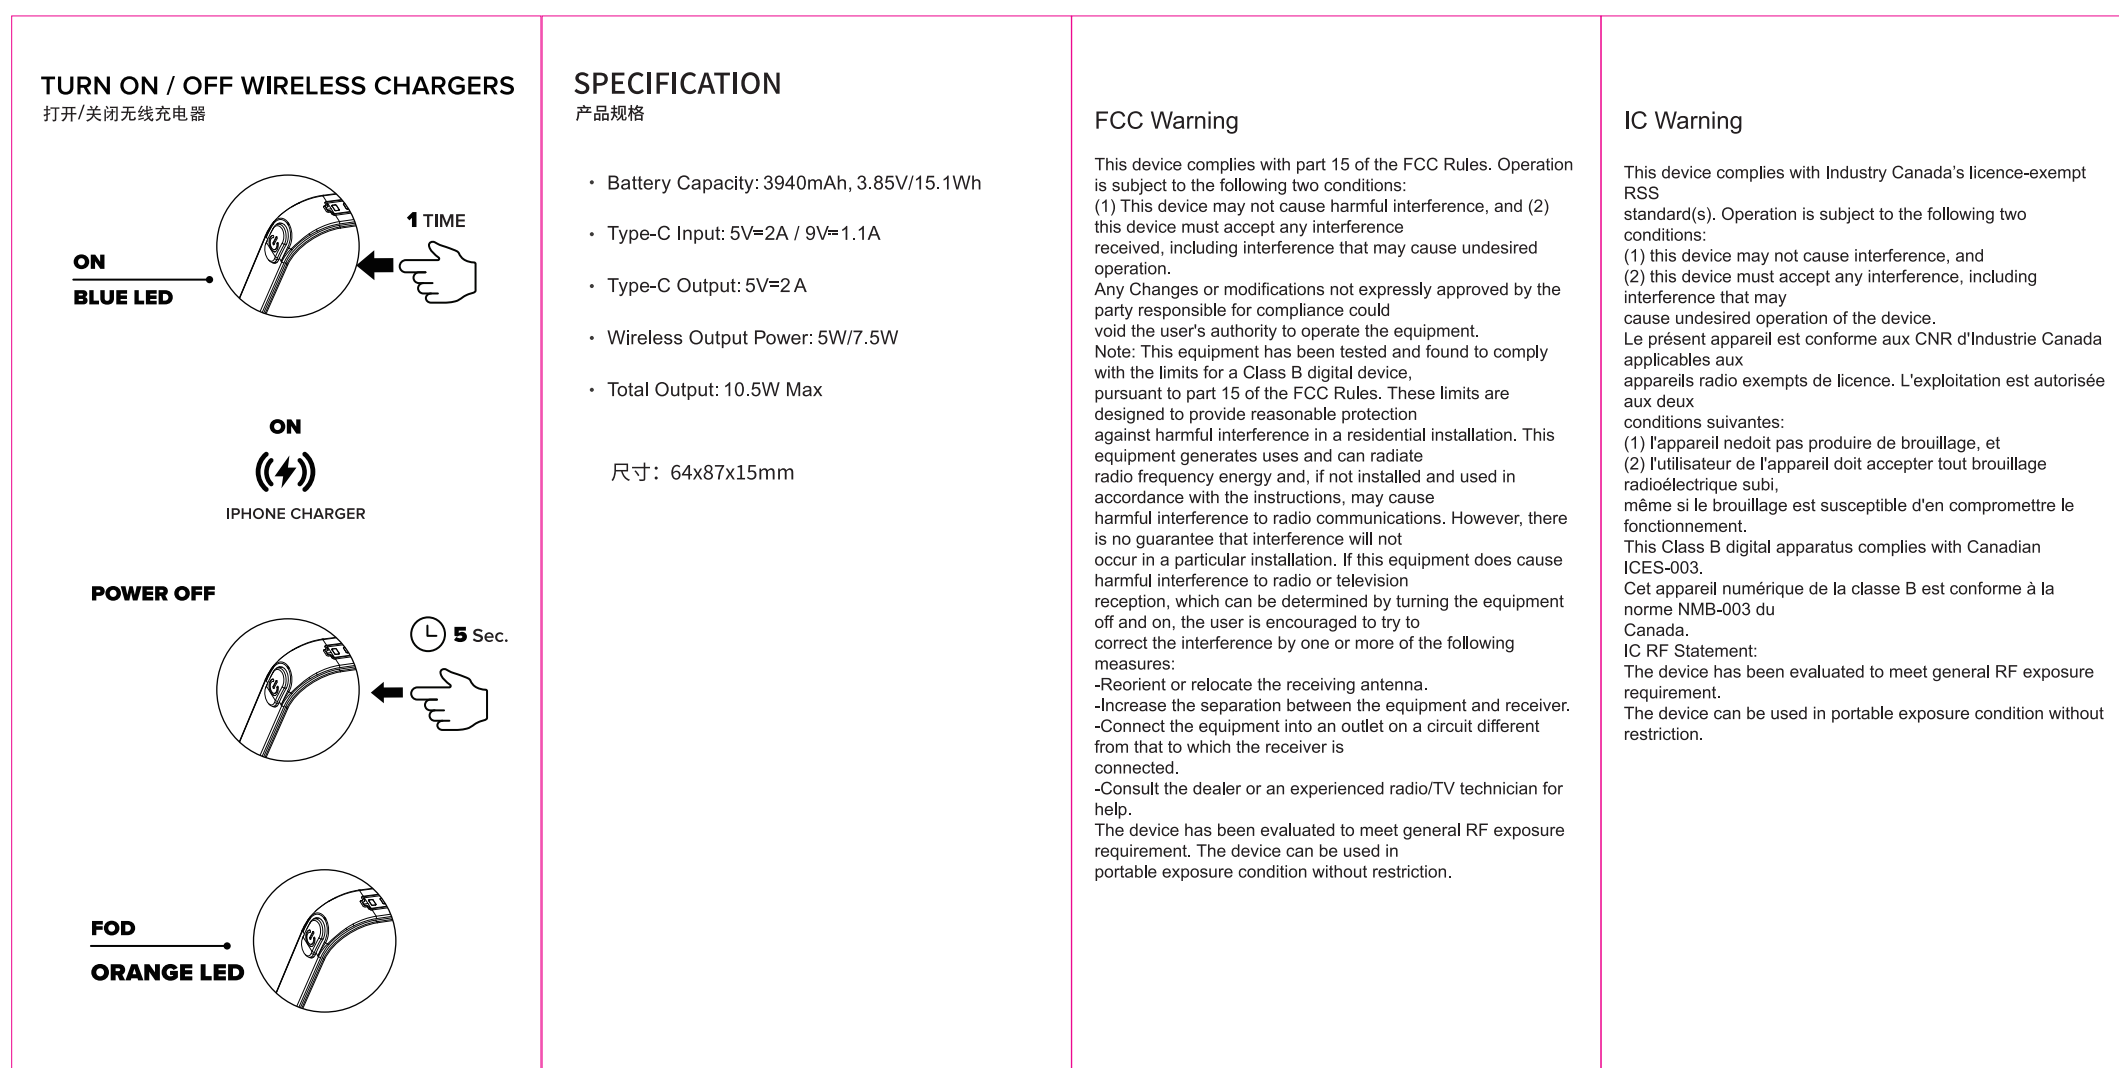 TURN ON / OFF WIRELESS CHARGERS
打开/关闭无线充电器
1 TIME
ON
BLUE LED
ON
IPHONE CHARGER
POWER OFF
5 Sec.
FOD
ORANGE LED
SPECIFICATION
产品规格
· Battery Capacity: 3940mAh, 3.85V/15.1Wh
· Type-C Input: 5V=2A / 9V=1.1A
· Type-C Output: 5V=2 A
· Wireless Output Power: 5W/7.5W
· Total Output: 10.5W Max
尺寸：64x87x15mm
FCC Warning
This device complies with part 15 of the FCC Rules. Operation
is subject to the following two conditions:
(1) This device may not cause harmful interference, and (2)
this device must accept any interference
received, including interference that may cause undesired
operation.
Any Changes or modifications not expressly approved by the
party responsible for compliance could
void the user's authority to operate the equipment.
Note: This equipment has been tested and found to comply
with the limits for a Class B digital device,
pursuant to part 15 of the FCC Rules. These limits are
designed to provide reasonable protection
against harmful interference in a residential installation. This
equipment generates uses and can radiate
radio frequency energy and, if not installed and used in
accordance with the instructions, may cause
harmful interference to radio communications. However, there
is no guarantee that interference will not
occur in a particular installation. If this equipment does cause
harmful interference to radio or television
reception, which can be determined by turning the equipment
off and on, the user is encouraged to try to
correct the interference by one or more of the following
measures:
-Reorient or relocate the receiving antenna.
-Increase the separation between the equipment and receiver.
-Connect the equipment into an outlet on a circuit different
from that to which the receiver is
connected.
-Consult the dealer or an experienced radio/TV technician for
help.
The device has been evaluated to meet general RF exposure
requirement. The device can be used in
portable exposure condition without restriction.
IC Warning
This device complies with Industry Canada’s licence-exempt
RSS
standard(s). Operation is subject to the following two
conditions:
(1) this device may not cause interference, and
(2) this device must accept any interference, including
interference that may
cause undesired operation of the device.
Le présent appareil est conforme aux CNR d'Industrie Canada
applicables aux
appareils radio exempts de licence. L'exploitation est autorisée
aux deux
conditions suivantes:
(1) l'appareil nedoit pas produire de brouillage, et
(2) l'utilisateur de l'appareil doit accepter tout brouillage
radioélectrique subi,
même si le brouillage est susceptible d'en compromettre le
fonctionnement.
This Class B digital apparatus complies with Canadian
ICES-003.
Cet appareil numérique de la classe B est conforme à la
norme NMB-003 du
Canada.
IC RF Statement:
The device has been evaluated to meet general RF exposure
requirement.
The device can be used in portable exposure condition without
restriction.